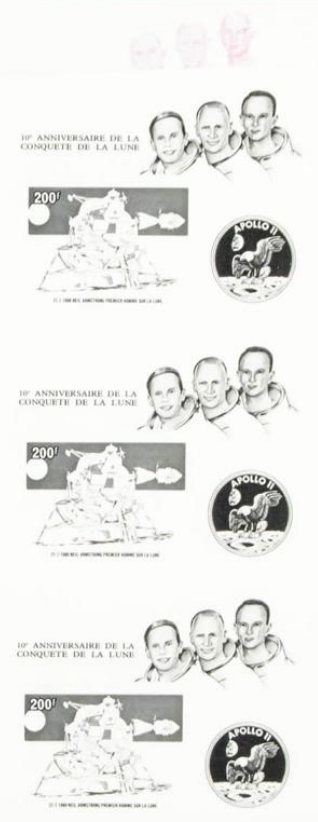 10e ANNIVERSAIRE DE LA
CONQUETE DE LA LUNE
200f
APOLLO 11
21-7-1969 NEIL ARMSTRONG PREMIER HOMME SUR LA LUNE
10e ANNIVERSAIRE DE LA
CONQUETE DE LA LUNE
200f
APOLLO 11
21-7-1969 NEIL ARMSTRONG PREMIER HOMME SUR LA LUNE
10e ANNIVERSAIRE DE LA
CONQUETE DE LA LUNE
200f
APOLLO 11
21-7-1969 NEIL ARMSTRONG PREMIER HOMME SUR LA LUNE